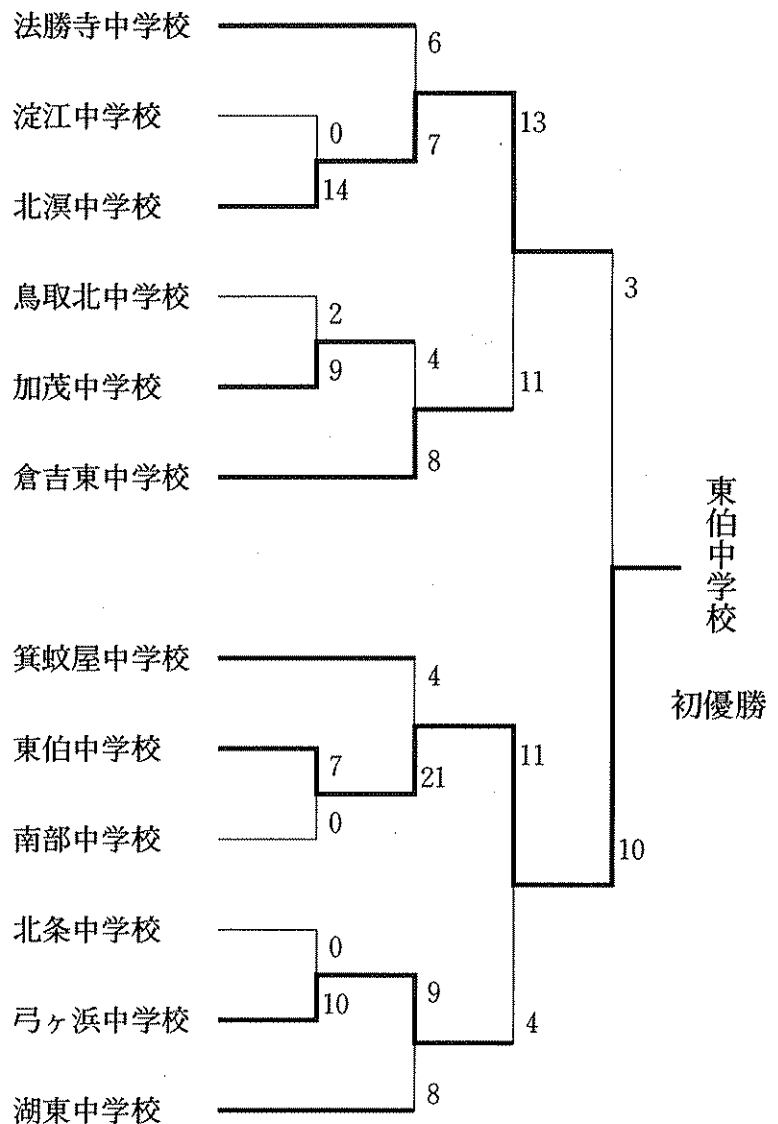 法勝寺中学校
6
淀江中学校
0
13
7
北溟中学校
14
鳥取北中学校
2
3
加茂中学校
9
4
11
倉吉東中学校
8
東伯中学校
初優勝
箕蚊屋中学校
4
東伯中学校
7
21
11
南部中学校
0
10
北条中学校
0
弓ヶ浜中学校
10
9
4
湖東中学校
8